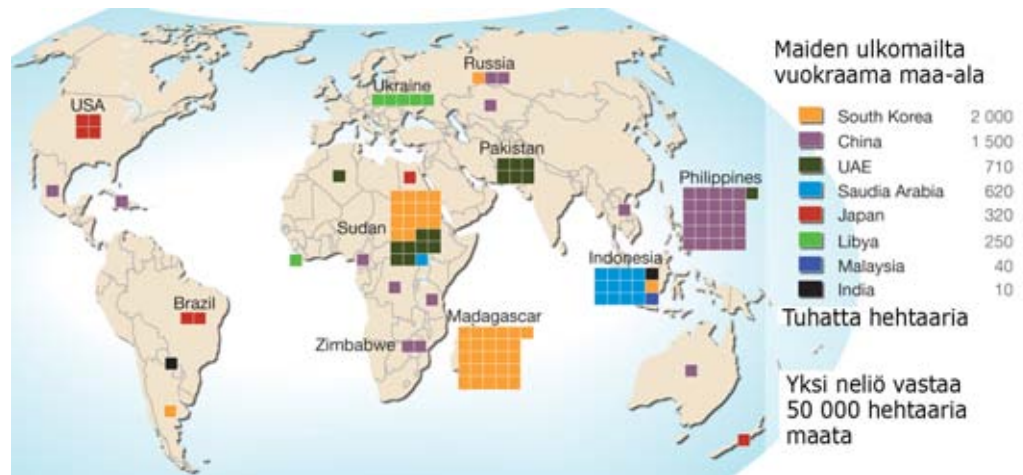 Maiden ulkomailta
vuokraama maa-ala
South Korea 2 000
China 1 500
UAE 710
Saudia Arabia 620
Japan 320
Libya 250
Malaysia 40
India 10
Tuhatta hehtaaria
Yksi neliö vastaa
50 000 hehtaaria
maata
Russia
Ukraine
USA
Pakistan
Philippines
Sudan
Indonesia
Brazil
Madagascar
Zimbabwe